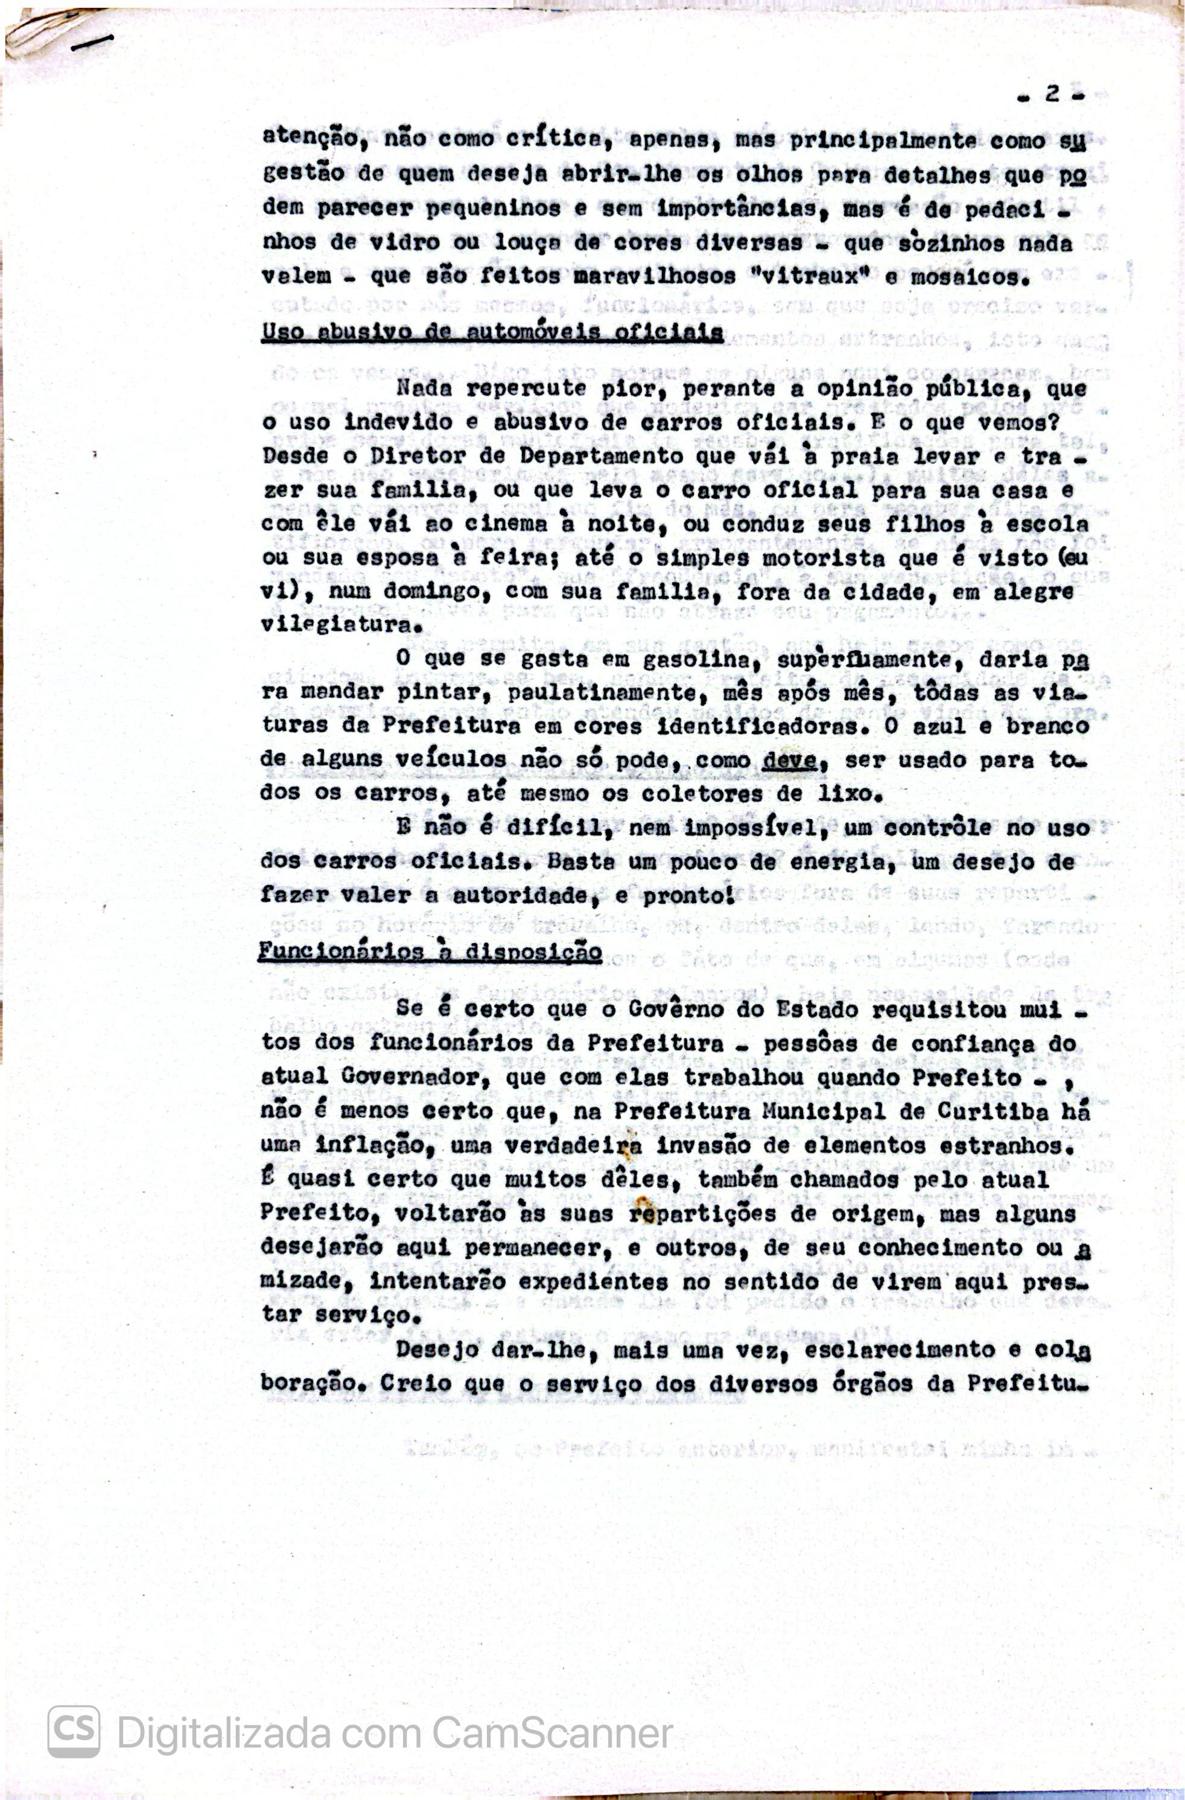 - 2 -
atenção, não como crítica, apenas, mas principalmente como su
gestão de quem deseja abrir-lhe os olhos para detalhes que po
dem parecer pequeninos e sem importâncias, mas é de pedaci -
nhos de vidro ou louça de cores diversas - que sòzinhos nada
valem - que são feitos maravilhosos "vitraux" e mosaicos.
Uso abusivo de automóveis oficiais
Nada repercute pior, perante a opinião pública, que
o uso indevido e abusivo de carros oficiais. E o que vemos?
Desde o Diretor de Departamento que vái à praia levar e tra -
zer sua familia, ou que leva o carro oficial para sua casa e
com êle vái ao cinema à noite, ou conduz seus filhos à escola
ou sua esposa à feira; até o simples motorista que é visto (eu
vi), num domingo, com sua familia, fora da cidade, em alegre
vilegiatura.
O que se gasta em gasolina, supèrfluamente, daria pa
ra mandar pintar, paulatinamente, mês após mês, tôdas as via-
turas da Prefeitura em cores identificadoras. O azul e branco
de alguns veículos não só pode, como deve, ser usado para to-
dos os carros, até mesmo os coletores de lixo.
E não é difícil, nem impossível, um contrôle no uso
dos carros oficiais. Basta um pouco de energia, um desejo de
fazer valer a autoridade, e pronto!
Funcionários à disposição
Se é certo que o Govêrno do Estado requisitou mui -
tos dos funcionários da Prefeitura - pessôas de confiança do
atual Governador, que com elas trabalhou quando Prefeito - ,
não é menos certo que, na Prefeitura Municipal de Curitiba há
uma inflação, uma verdadeira invasão de elementos estranhos.
É quasi certo que muitos dêles, também chamados pelo atual
Prefeito, voltarão às suas repartições de origem, mas alguns
desejarão aqui permanecer, e outros, de seu conhecimento ou a
mizade, intentarão expedientes no sentido de virem aqui pres-
tar serviço.
Desejo dar-lhe, mais uma vez, esclarecimento e cola
boração. Creio que o serviço dos diversos órgãos da Prefeitu-
CS Digitalizada com CamScanner